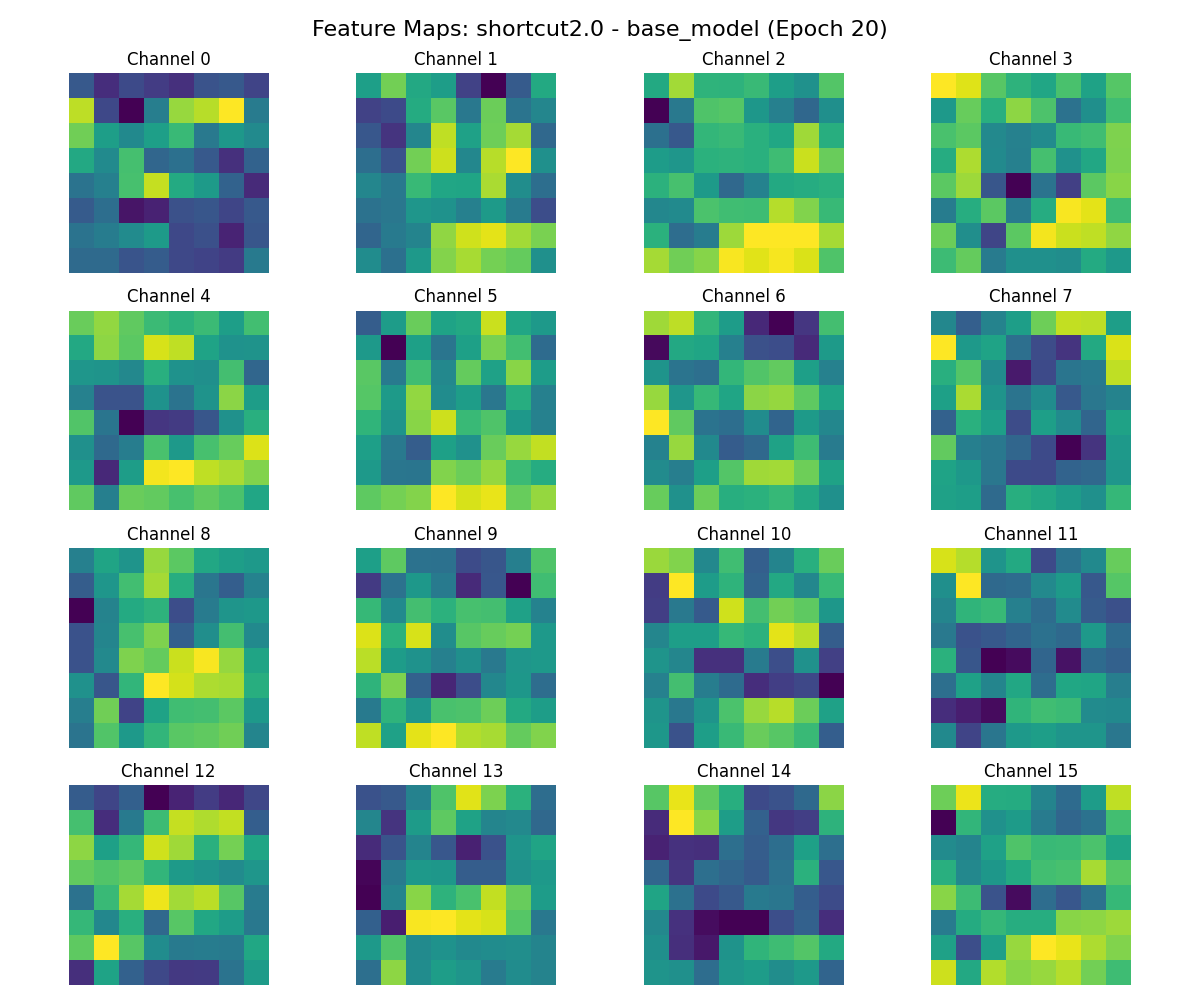 Feature Maps: shortcut2.0 - base_model (Epoch 20)
Channel 0
Channel 1
Channel 2
Channel 3
Channel 4
Channel 5
Channel 6
Channel 7
Channel 8
Channel 9
Channel 10
Channel 11
Channel 12
Channel 13
Channel 14
Channel 15